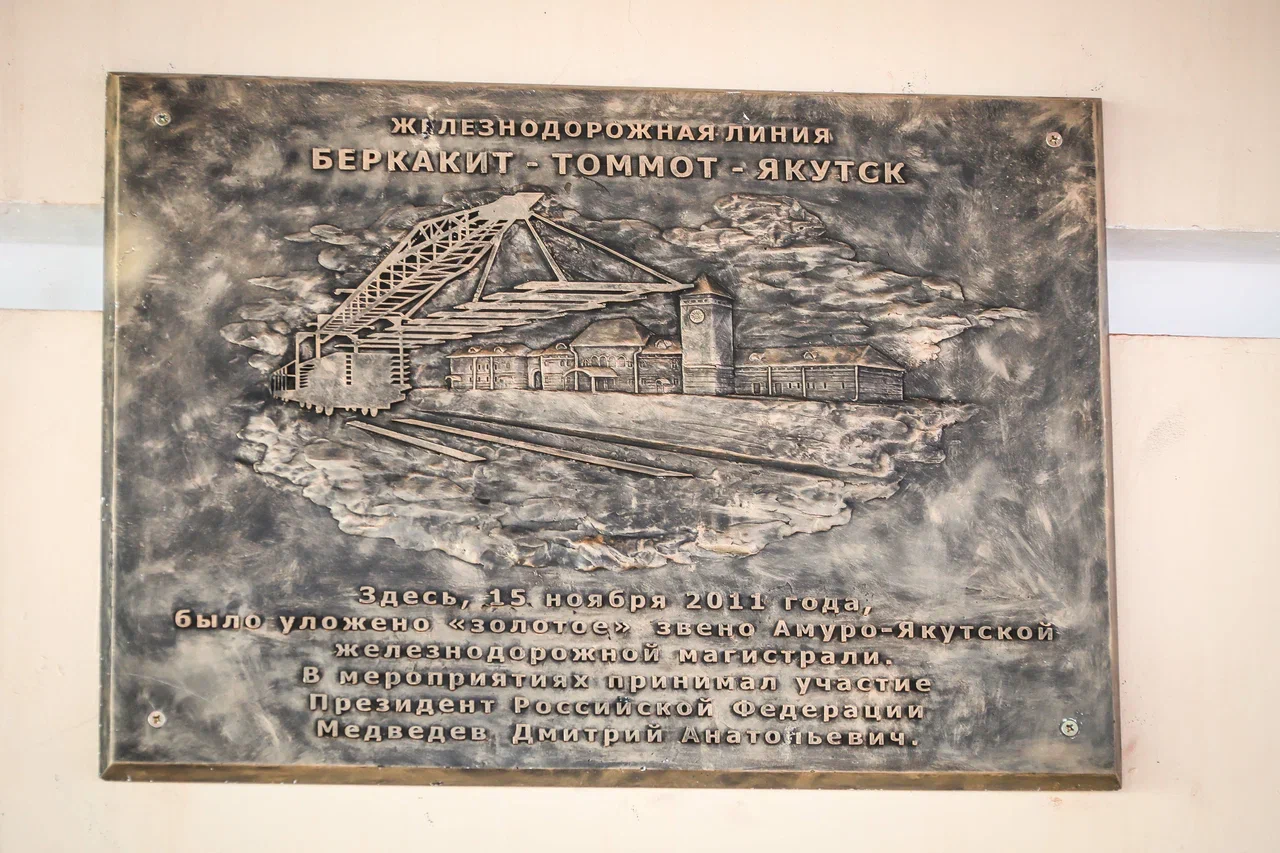 ЖЕЛЕЗНОДОРОЖНАЯ ЛИНИЯ
БЕРКАКИТ - ТОММОТ - ЯКУТСК
Здесь, 15 ноября 2011 года,
было уложено «золотое» звено Амуро-Якутской
железнодорожной магистрали.
В мероприятиях принимал участие
Президент Российской Федерации
Медведев Дмитрий Анатольевич.